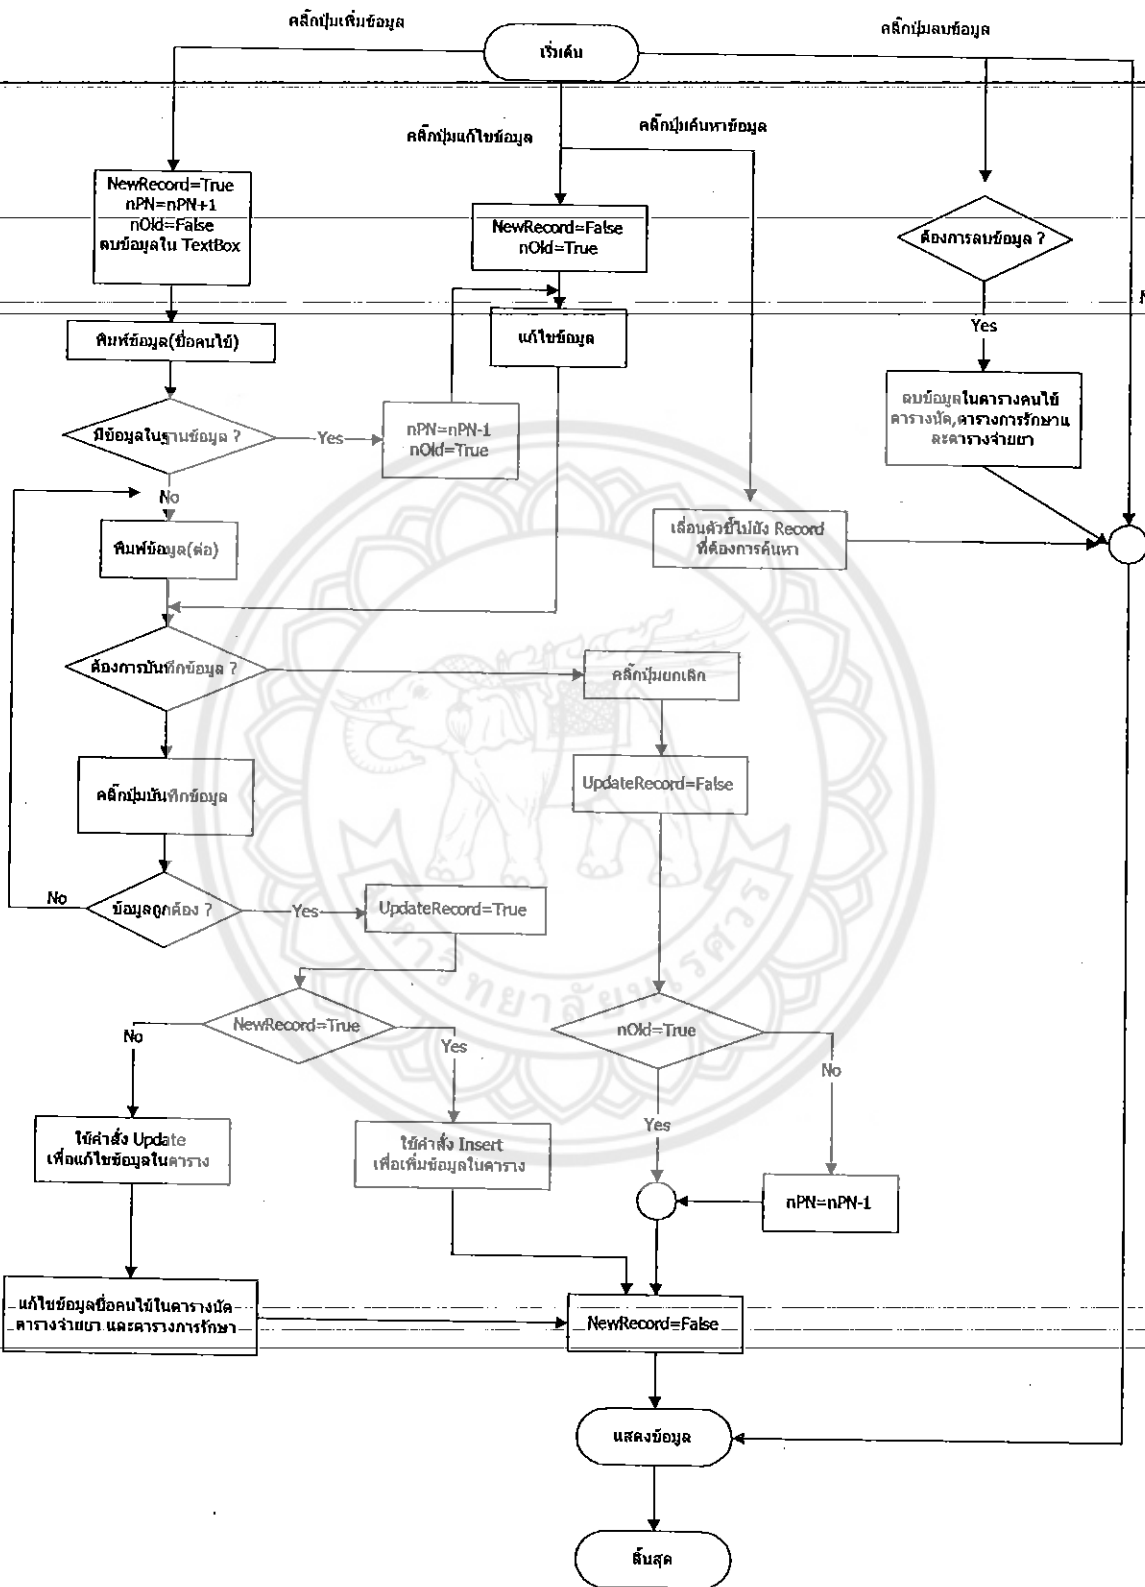 คลิ๊กปุ่มเพิ่มข้อมูล
คลิ๊กปุ่มลบข้อมูล
เริ่มต้น
คลิ๊กปุ่มแก้ไขข้อมูล
คลิ๊กปุ่มค้นหาข้อมูล
NewRecord=True
nPN=nPN+1
nOld=False
ลบข้อมูลใน TextBox
NewRecord=False
nOld=True
ต้องการลบข้อมูล ?
Yes
พิมพ์ข้อมูล(ชื่อคนไข้)
แก้ไขข้อมูล
ลบข้อมูลในตารางคนไข้
ตารางนัด,ตารางการรักษาแ
ละตารางจ่ายยา
มีข้อมูลในฐานข้อมูล ?
Yes
nPN=nPN-1
nOld=True
No
พิมพ์ข้อมูล(ต่อ)
เลื่อนตัวชี้ไปยัง Record
ที่ต้องการค้นหา
ต้องการบันทึกข้อมูล ?
คลิ๊กปุ่มยกเลิก
คลิ๊กปุ่มบันทึกข้อมูล
UpdateRecord=False
No
ข้อมูลถูกต้อง ?
Yes
UpdateRecord=True
มหาวิทยาลัยนเรศวร
NewRecord=True
No
Yes
nOld=True
No
Yes
ใช้คำสั่ง Update
เพื่อแก้ไขข้อมูลในตาราง
ใช้คำสั่ง Insert
เพื่อเพิ่มข้อมูลในตาราง
nPN=nPN-1
แก้ไขข้อมูลชื่อคนไข้ในตารางนัด
ตารางจ่ายยา และตารางการรักษา
NewRecord=False
แสดงข้อมูล
สิ้นสุด